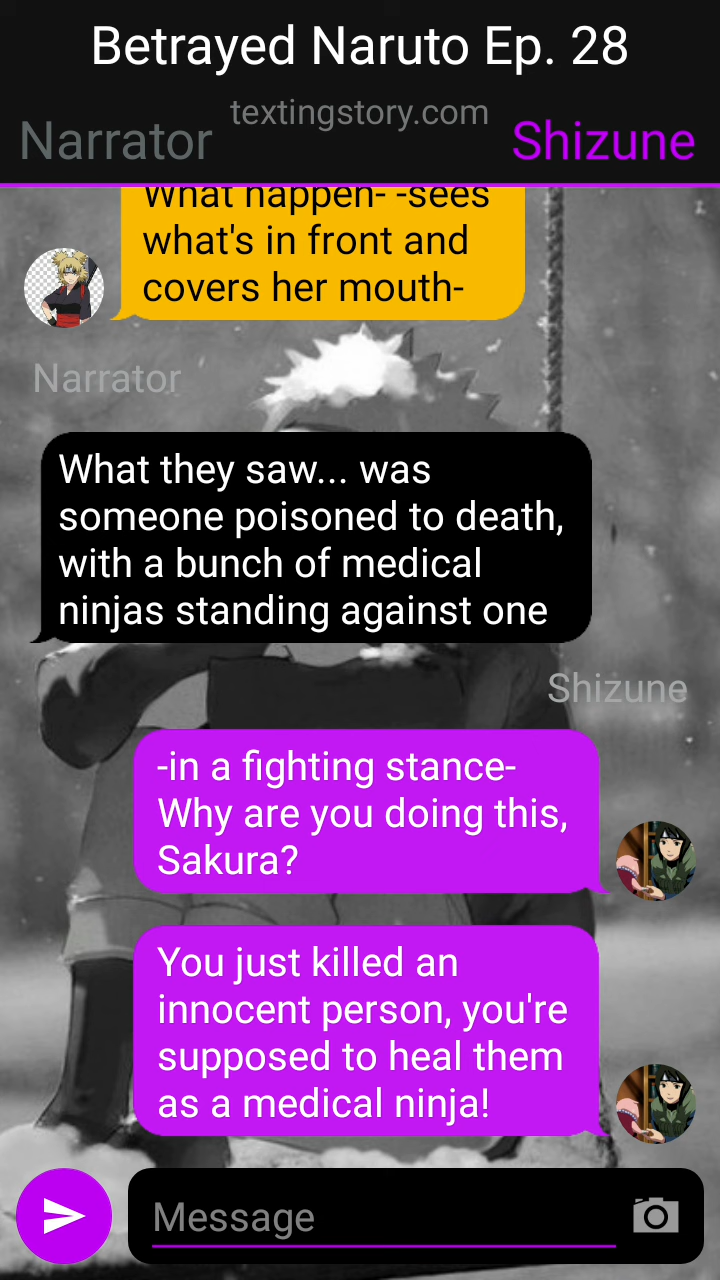 Betrayed Naruto Ep. 28
textingstory.com
Narrator
Shizune
What happen- -sees
what's in front and
covers her mouth-
Narrator
What they saw... was
someone poisoned to death,
with a bunch of medical
ninjas standing against one
Shizune
-in a fighting stance-
Why are you doing this,
Sakura?
You just killed an
innocent person, you're
supposed to heal them
as a medical ninja!
Message